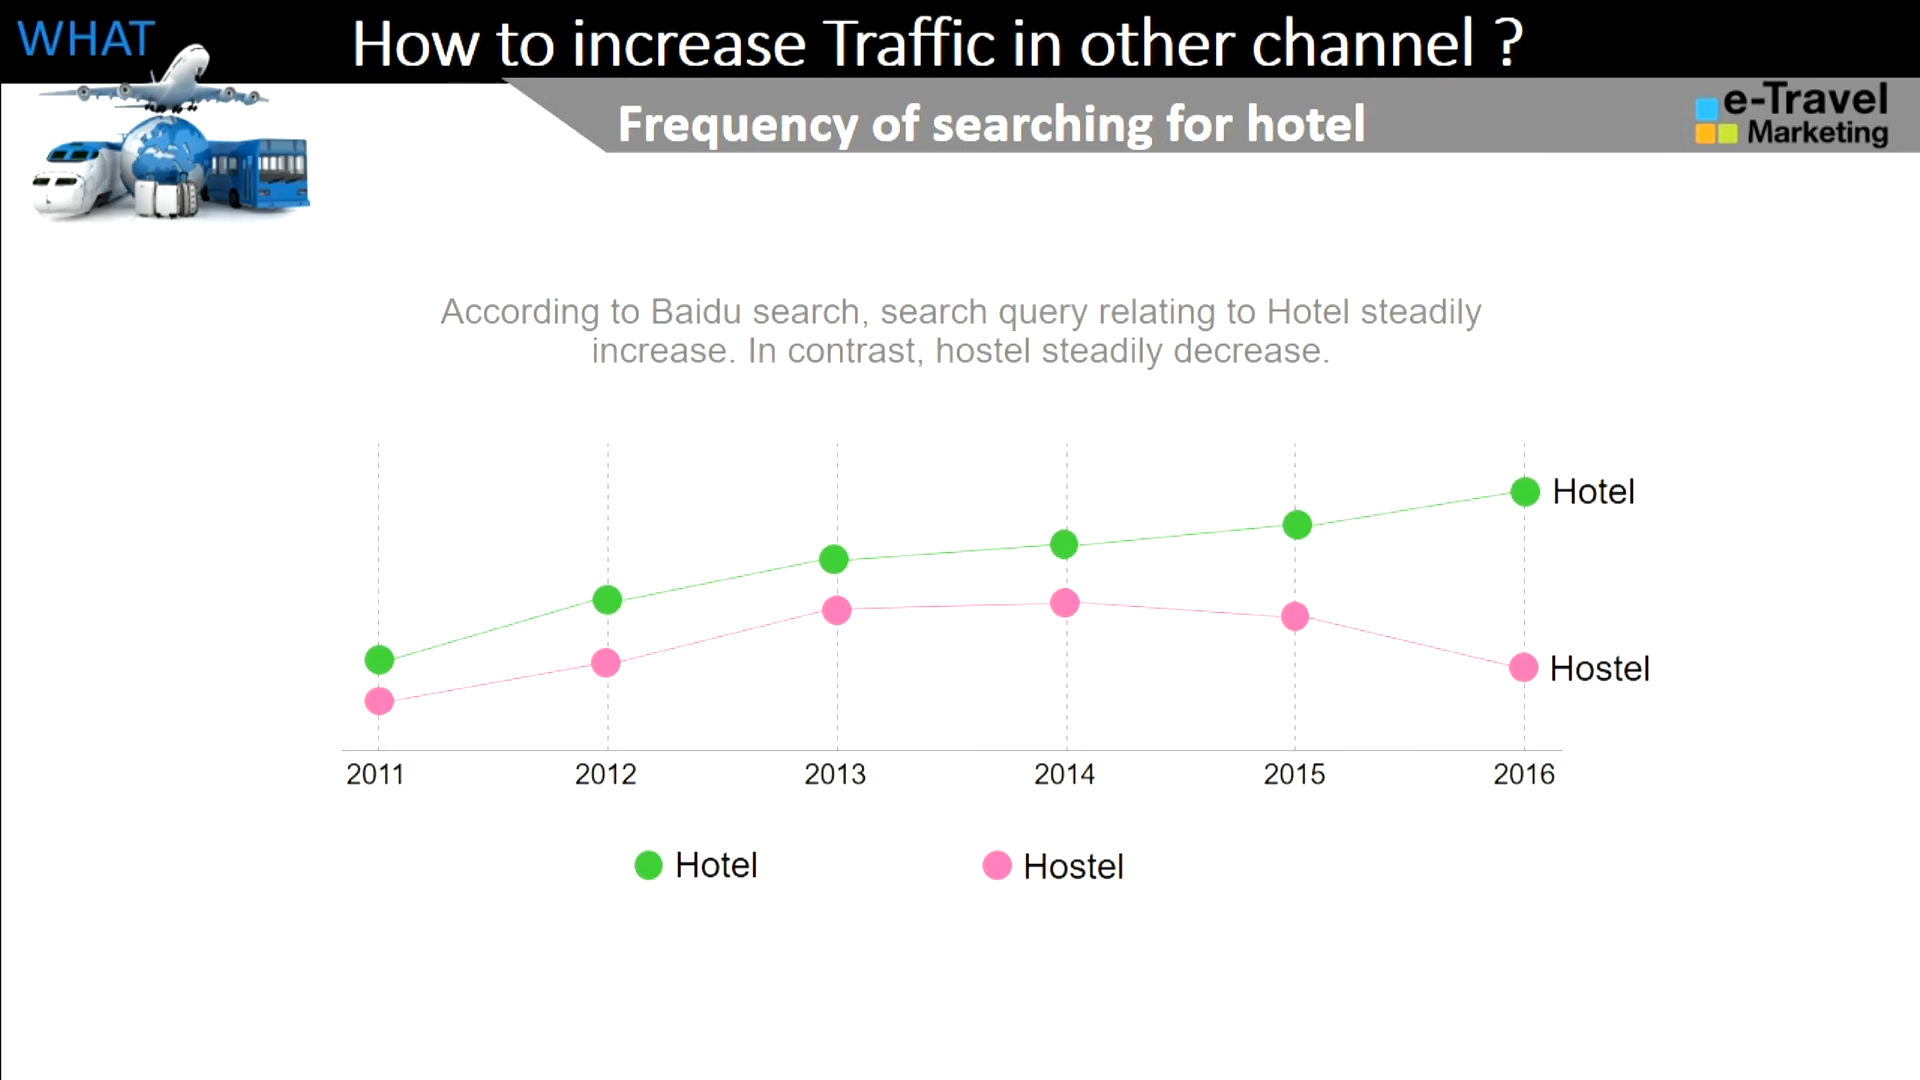 WHAT
How to increase Traffic in other channel ?
Frequency of searching for hotel
e-Travel
Marketing
According to Baidu search, search query relating to Hotel steadily
increase. In contrast, hostel steadily decrease.
Hotel
Hostel
2011 2012 2013 2014 2015 2016
Hotel Hostel